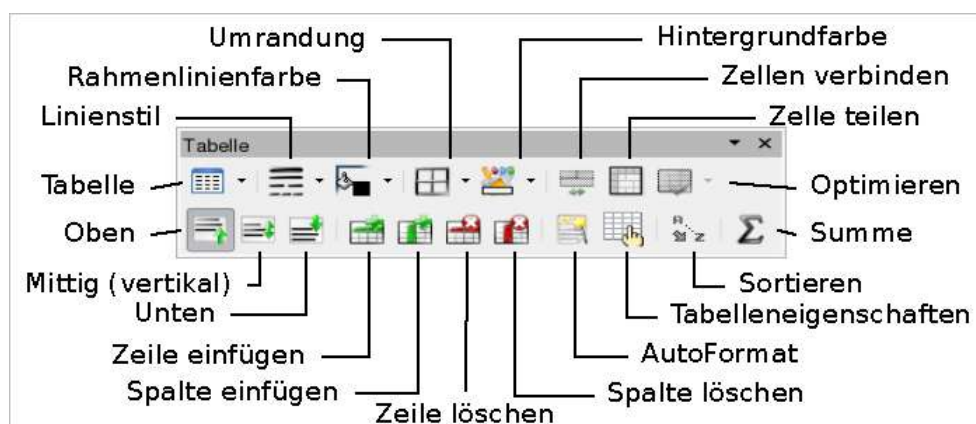 Umrandung
Hintergrundfarbe
Rahmenlinienfarbe
Zellen verbinden
Linienstil
Zelle teilen
Tabelle
Tabelle
Optimieren
Oben
Summe
Mittig (vertikal)
Sortieren
Unten
Tabelleneigenschaften
Zeile einfügen
AutoFormat
Spalte einfügen
Spalte löschen
Zeile löschen